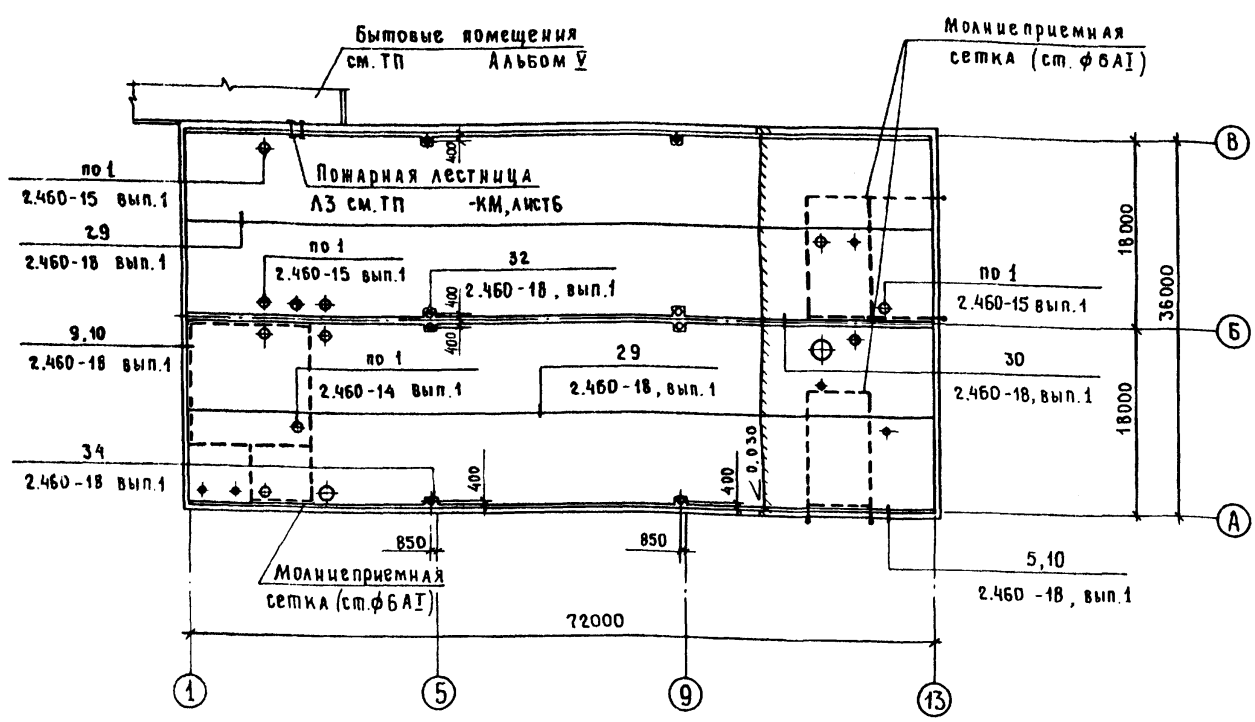 Бытовые помещения
см. ТП Альбом V
Молниеприемная
сетка (ст. ϕ6АI)
В
по 1
2.460-15 вып.1
Пожарная лестница
Л3 см. ТП -КМ, лист6
400
29
2.460-18 вып.1
18000
36000
по 1
2.460-15 вып.1
32
2.460-18, вып.1
400
по 1
2.460-15 вып.1
Б
9,10
2.460-18 вып.1
400
по 1
2.460-14 вып.1
29
2.460-18, вып.1
30
2.460-18, вып.1
18000
34
2.460-18 вып.1
400
400
0,030
А
850
850
Молниеприемная
сетка (ст. ϕ6АI)
5,10
2.460-18, вып.1
72000
1
5
9
13